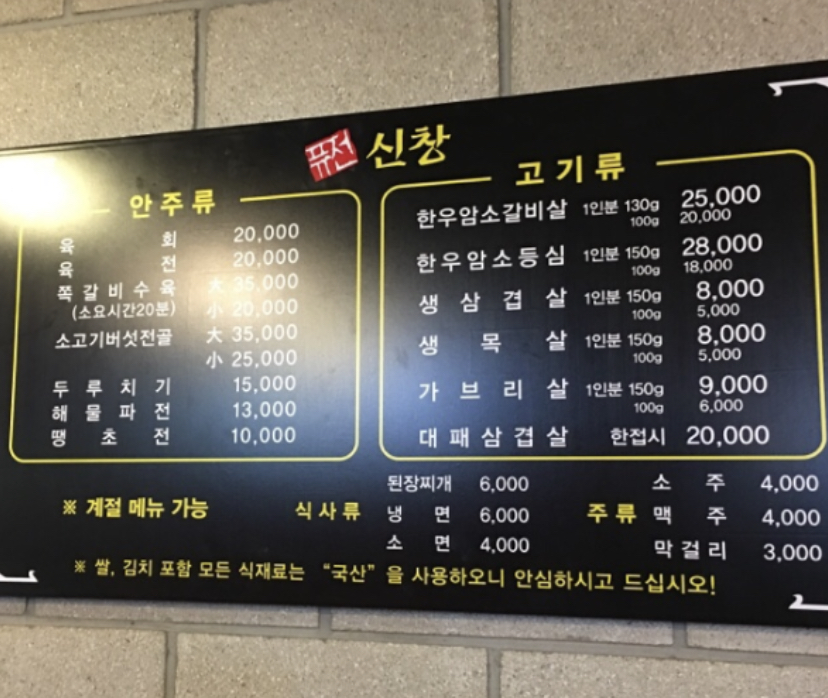 퓨전 신창
안주류
육 회 20,000
육 전 20,000
쪽갈비수육 大 35,000
(소요시간20분) 小 20,000
소고기버섯전골 大 35,000
小 25,000
두루치기 15,000
해물파전 13,000
땡초전 10,000
고기류
한우암소갈비살 1인분 130g 25,000
100g 20,000
한우암소등심 1인분 150g 28,000
100g 18,000
생삼겹살 1인분 150g 8,000
100g 5,000
생목살 1인분 150g 8,000
100g 5,000
가브리살 1인분 150g 9,000
100g 6,000
대패삼겹살 한접시 20,000
※ 계절 메뉴 가능
식사류
된장찌개 6,000
냉 면 6,000
소 면 4,000
주류
소 주 4,000
맥 주 4,000
막걸리 3,000
※ 쌀, 김치 포함 모든 식재료는 “국산”을 사용하오니 안심하시고 드십시오!